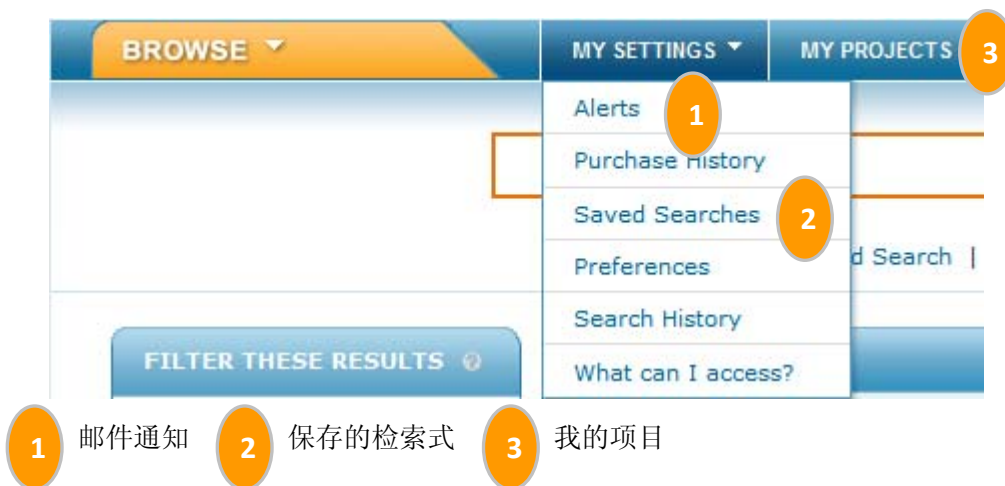 BROWSE MY SETTINGS MY PROJECTS 3
Alerts 1
Purchase History
Saved Searches 2
d Search |
Preferences
Search History
FILTER THESE RESULTS
What can I access?
1 邮件通知 2 保存的检索式 3 我的项目